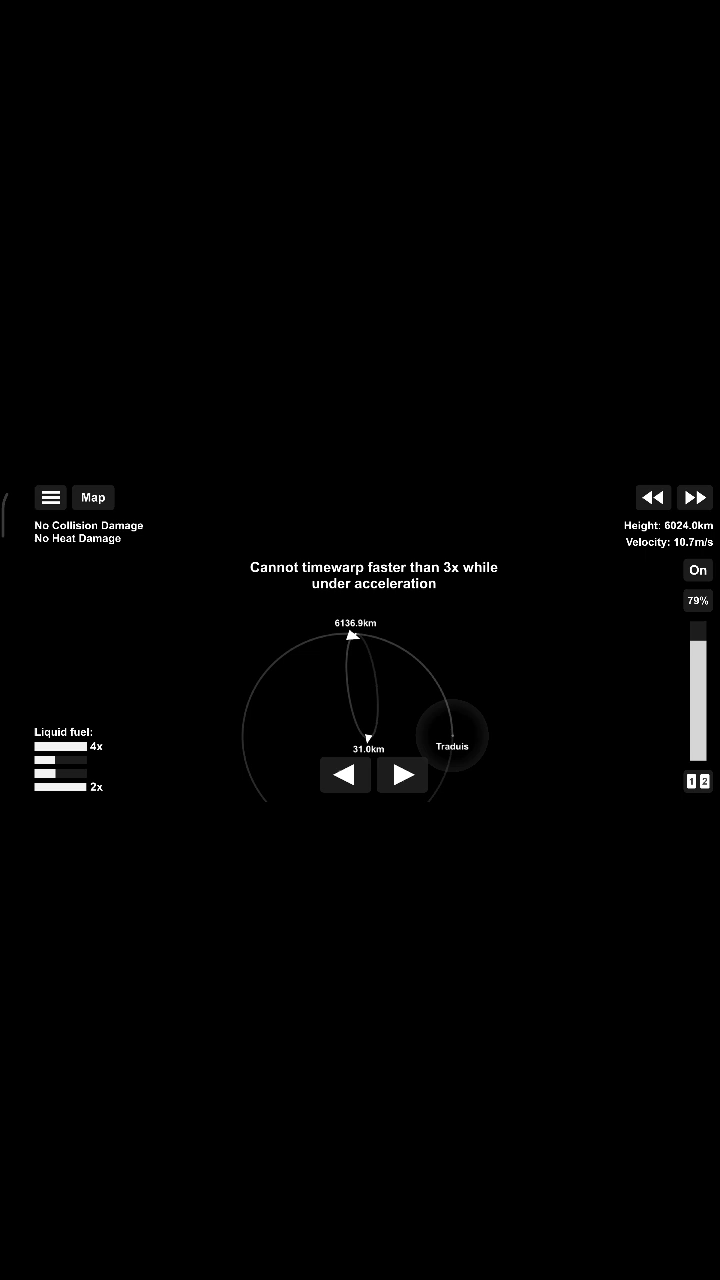 Map
No Collision Damage
No Heat Damage
Height: 6024.0km
Velocity: 10.7m/s
Cannot timewarp faster than 3x while
under acceleration
On
79%
6136.9km
Liquid fuel:
4x
Traduis
31.0km
2x
1 2